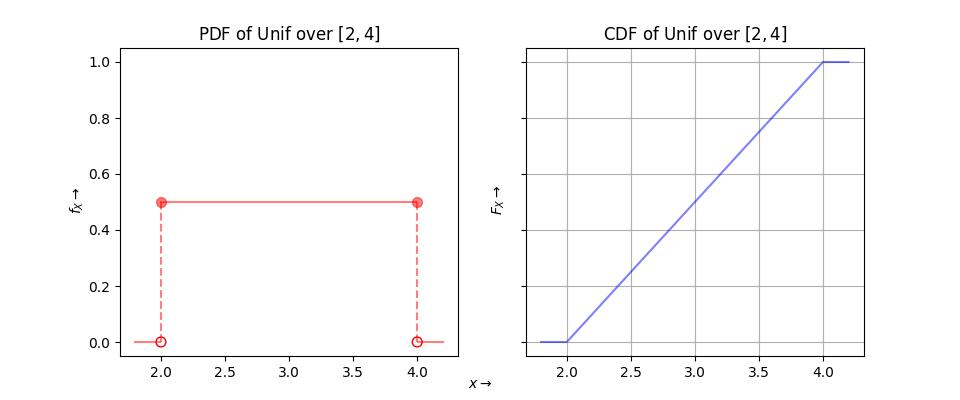 PDF of Unif over [2, 4]
1.0
0.8
0.6
0.4
0.2
0.0
f_X →
2.0 2.5 3.0 3.5 4.0
CDF of Unif over [2, 4]
F_X →
2.0 2.5 3.0 3.5 4.0
x →